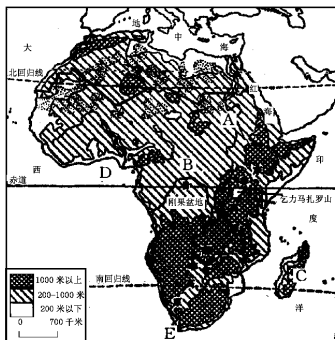 地 中 海
大
北回归线
红
海
A
B
D
西
赤道
刚果盆地
印
乞力马扎罗山
度
C
南回归线
洋
E
1000 米以上
200-1000 米
200 米以下
0 700 千米